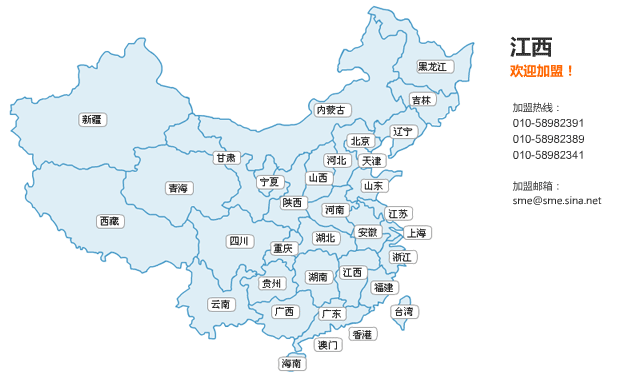 黑龙江
吉林
辽宁
内蒙古
新疆
北京
甘肃
河北
天津
宁夏
山西
青海
山东
陕西
河南
江苏
西藏
安徽
上海
四川
湖北
重庆
浙江
湖南
江西
贵州
福建
云南
广西
广东
台湾
香港
澳门
海南
江西
欢迎加盟！
加盟热线：
010-58982391
010-58982389
010-58982341
加盟邮箱：
sme@sme.sina.net